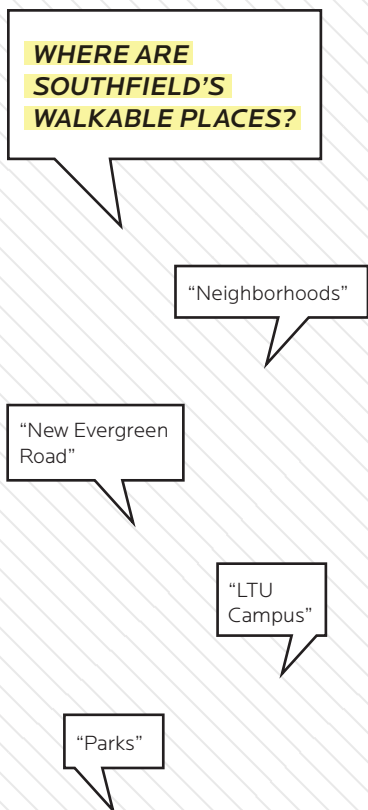 WHERE ARE
SOUTHFIELD’S
WALKABLE PLACES?
“Neighborhoods”
“New Evergreen
Road”
“LTU
Campus”
“Parks”